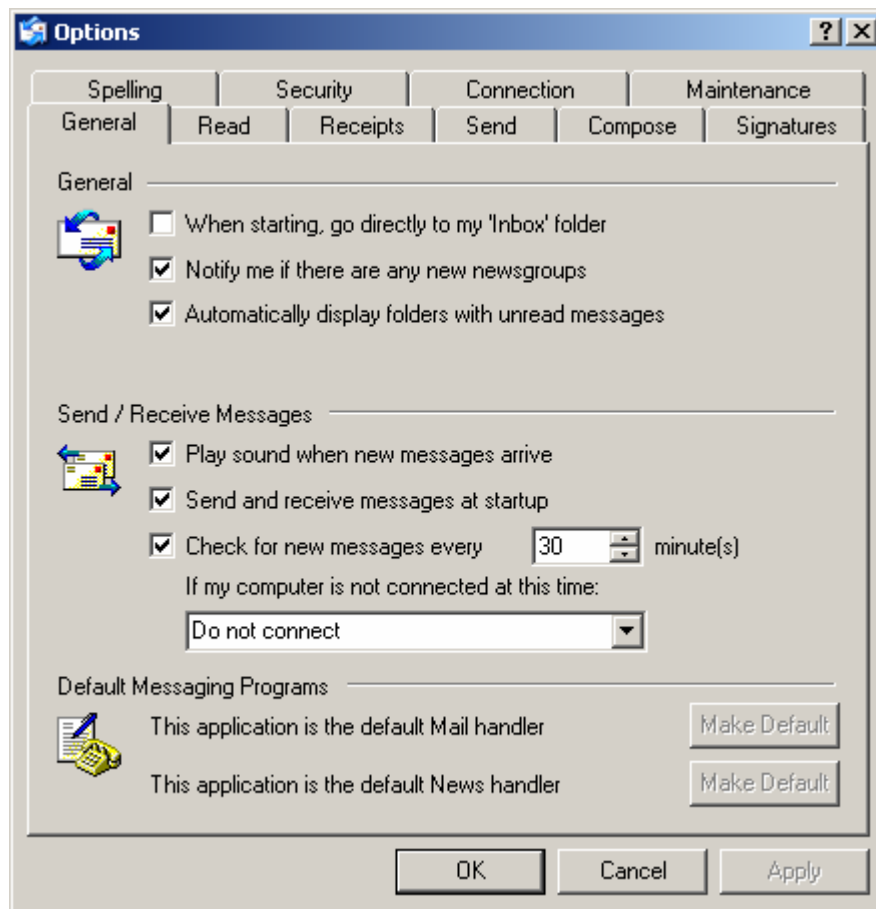 Options
Spelling Security Connection Maintenance
General Read Receipts Send Compose Signatures
General
When starting, go directly to my 'Inbox' folder
Notify me if there are any new newsgroups
Automatically display folders with unread messages
Send / Receive Messages
Play sound when new messages arrive
Send and receive messages at startup
Check for new messages every 30 minute(s)
If my computer is not connected at this time:
Do not connect
Default Messaging Programs
This application is the default Mail handler Make Default
This application is the default News handler Make Default
OK Cancel Apply